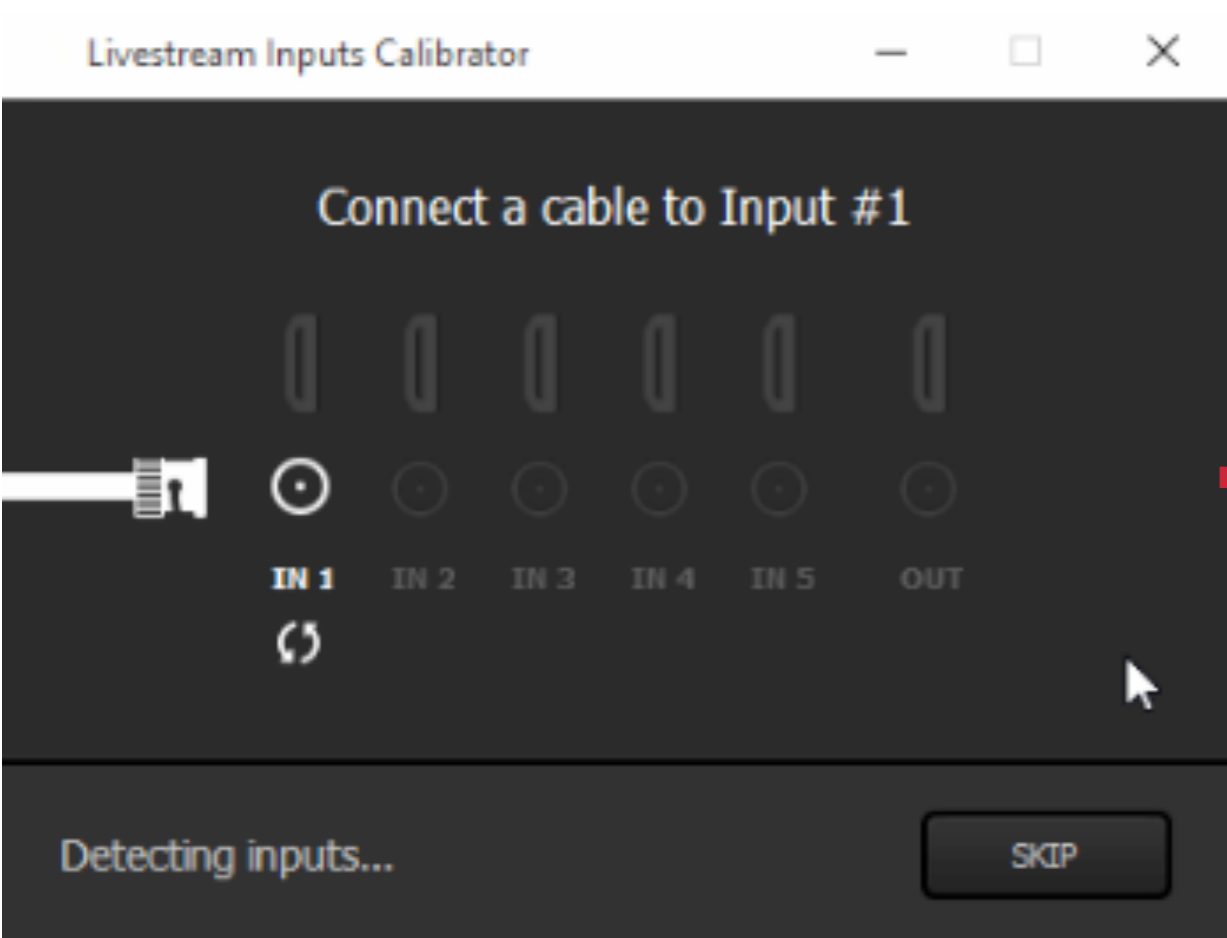 Livestream Inputs Calibrator
Connect a cable to Input #1
IN 1 IN 2 IN 3 IN 4 IN 5 OUT
Detecting inputs...
SKIP